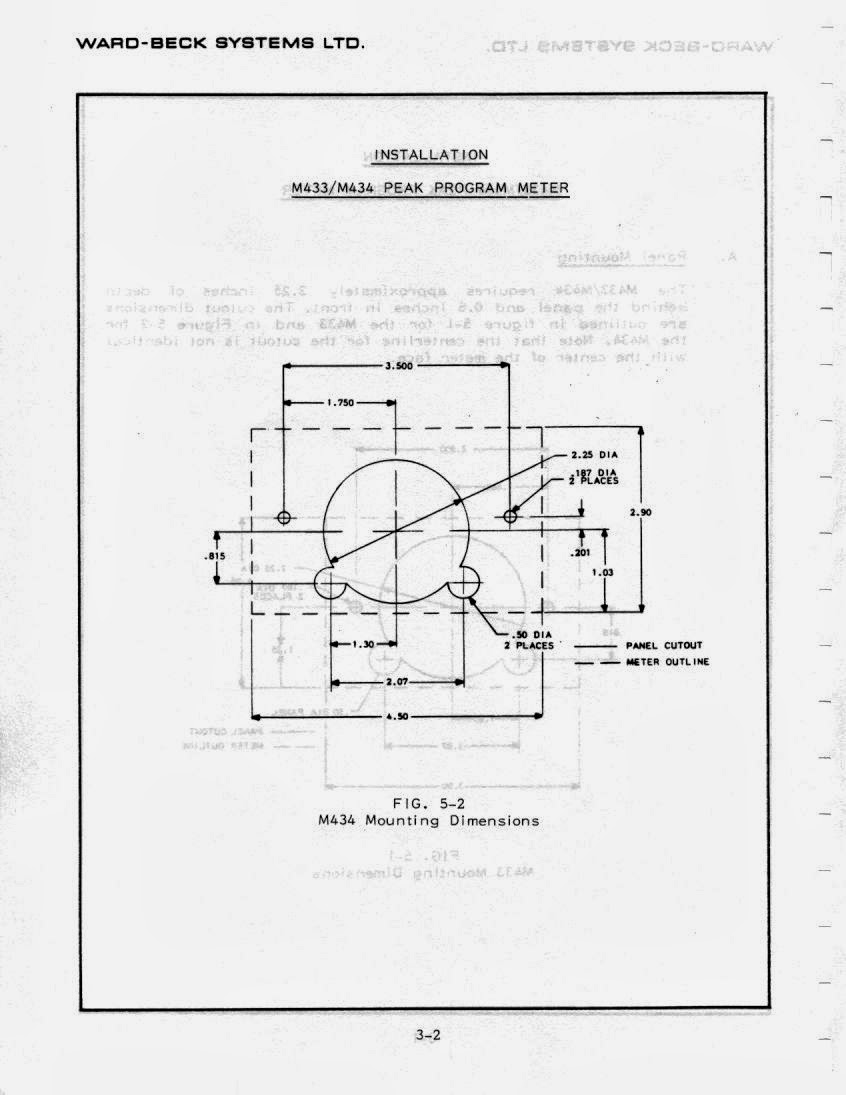 WARD-BECK SYSTEMS LTD.
INSTALLATION
M433/M434 PEAK PROGRAM METER
3.500
1.750
2.25 DIA
.187 DIA
2 PLACES
2.90
.815
.201
1.03
.50 DIA
2 PLACES
1.30
PANEL CUTOUT
METER OUTLINE
2.07
4.50
FIG. 5-2
M434 Mounting Dimensions
3-2